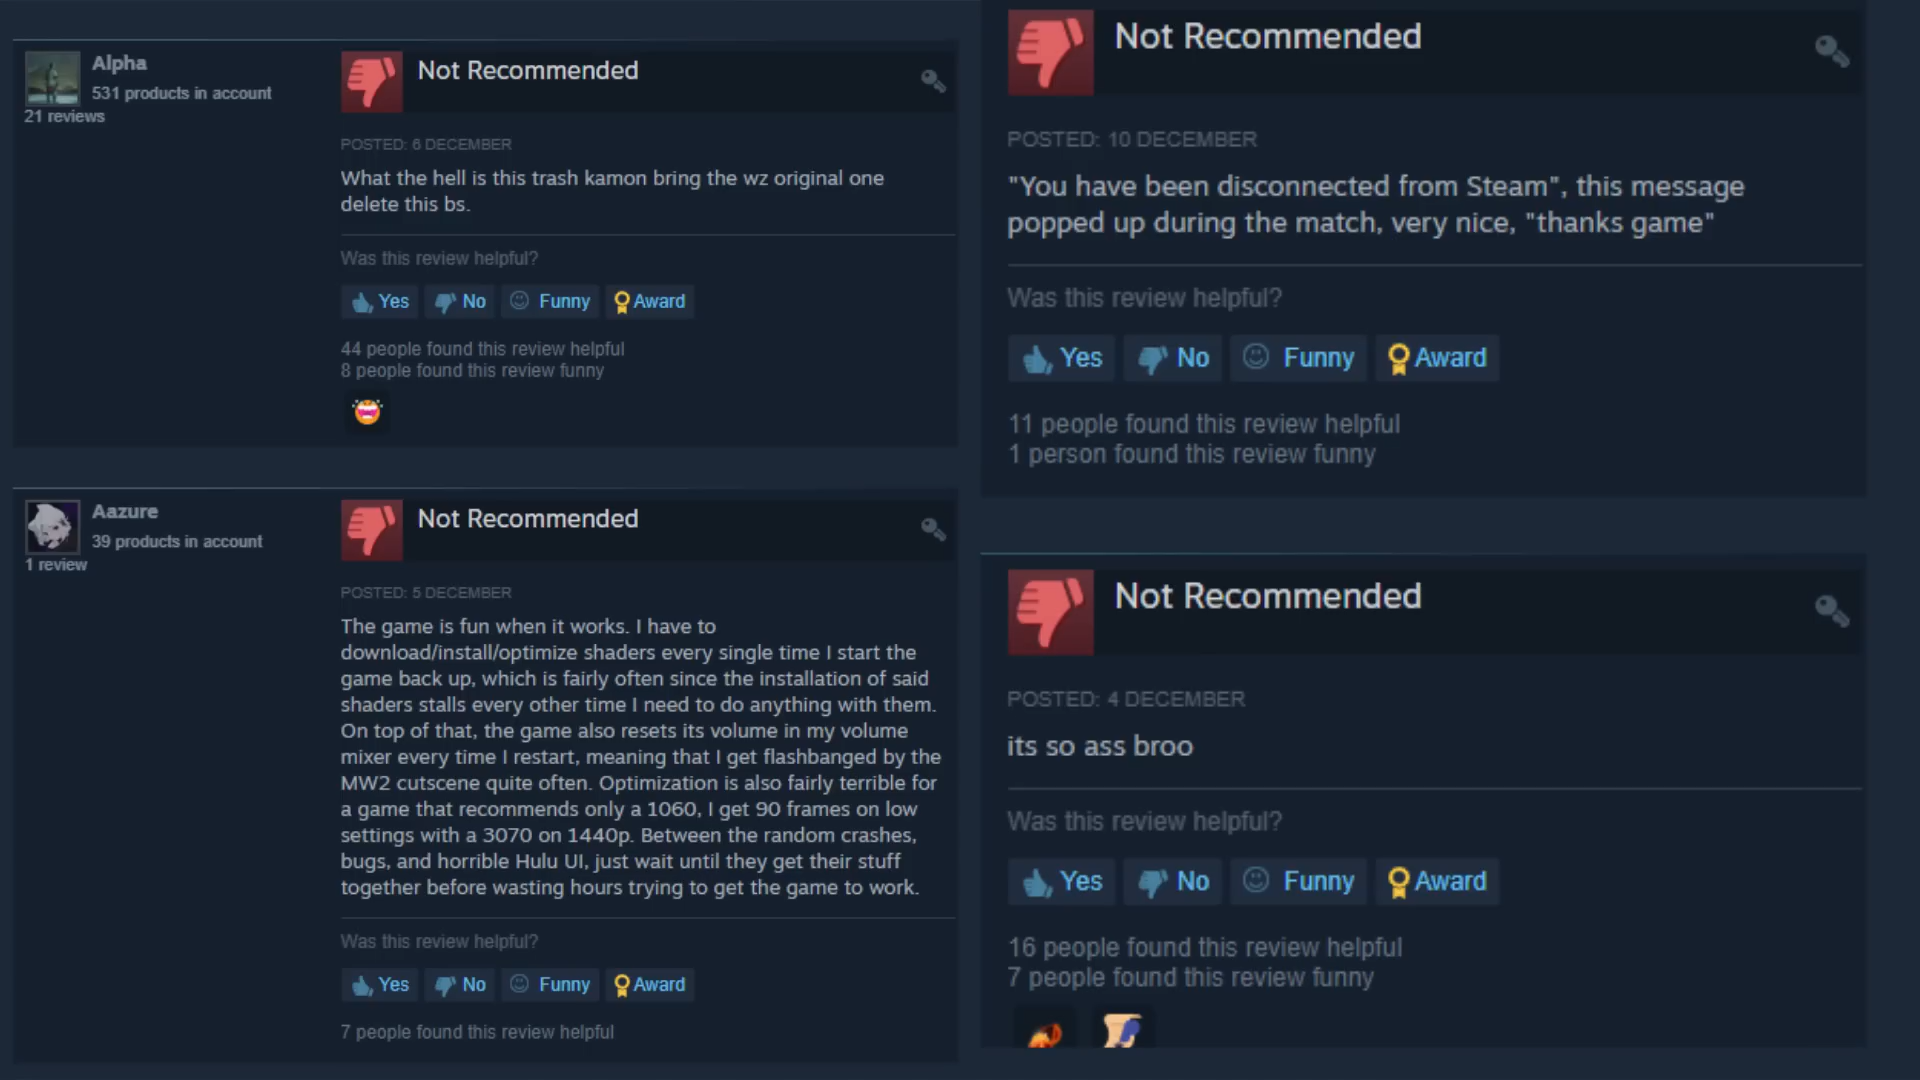 Alpha
531 products in account
21 reviews
Not Recommended
POSTED: 6 DECEMBER
What the hell is this trash kamon bring the wz original one
delete this bs.
Was this review helpful?
Yes
No
Funny
Award
44 people found this review helpful
8 people found this review funny
Aazure
39 products in account
1 review
Not Recommended
POSTED: 5 DECEMBER
The game is fun when it works. I have to
download/install/optimize shaders every single time I start the
game back up, which is fairly often since the installation of said
shaders stalls every other time I need to do anything with them.
On top of that, the game also resets its volume in my volume
mixer every time I restart, meaning that I get flashbanged by the
MW2 cutscene quite often. Optimization is also fairly terrible for
a game that recommends only a 1060, I get 90 frames on low
settings with a 3070 on 1440p. Between the random crashes,
bugs, and horrible Hulu UI, just wait until they get their stuff
together before wasting hours trying to get the game to work.
Was this review helpful?
Yes
No
Funny
Award
7 people found this review helpful
Not Recommended
POSTED: 10 DECEMBER
"You have been disconnected from Steam", this message
popped up during the match, very nice, "thanks game"
Was this review helpful?
Yes
No
Funny
Award
11 people found this review helpful
1 person found this review funny
Not Recommended
POSTED: 4 DECEMBER
its so ass broo
Was this review helpful?
Yes
No
Funny
Award
16 people found this review helpful
7 people found this review funny